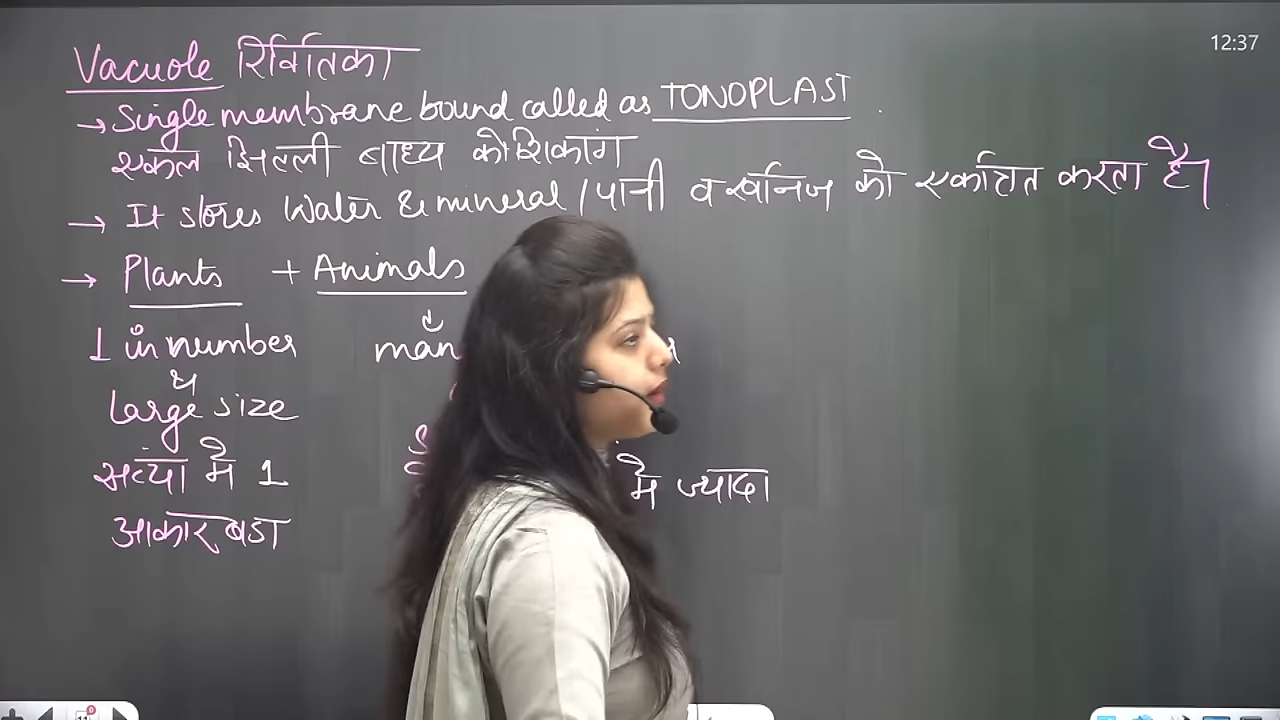 12:37
Vacuole रिक्तिका
→ Single membrane bound called as TONOPLAST
एकल झिल्ली बाध्य कोशिकांग
→ It stores Water & mineral / पानी व खनिज को एकत्रित करता है।
→ Plants + Animals
1 in number
&
large size
सख्या मे 1
मे ज्यादा
आकार बडा